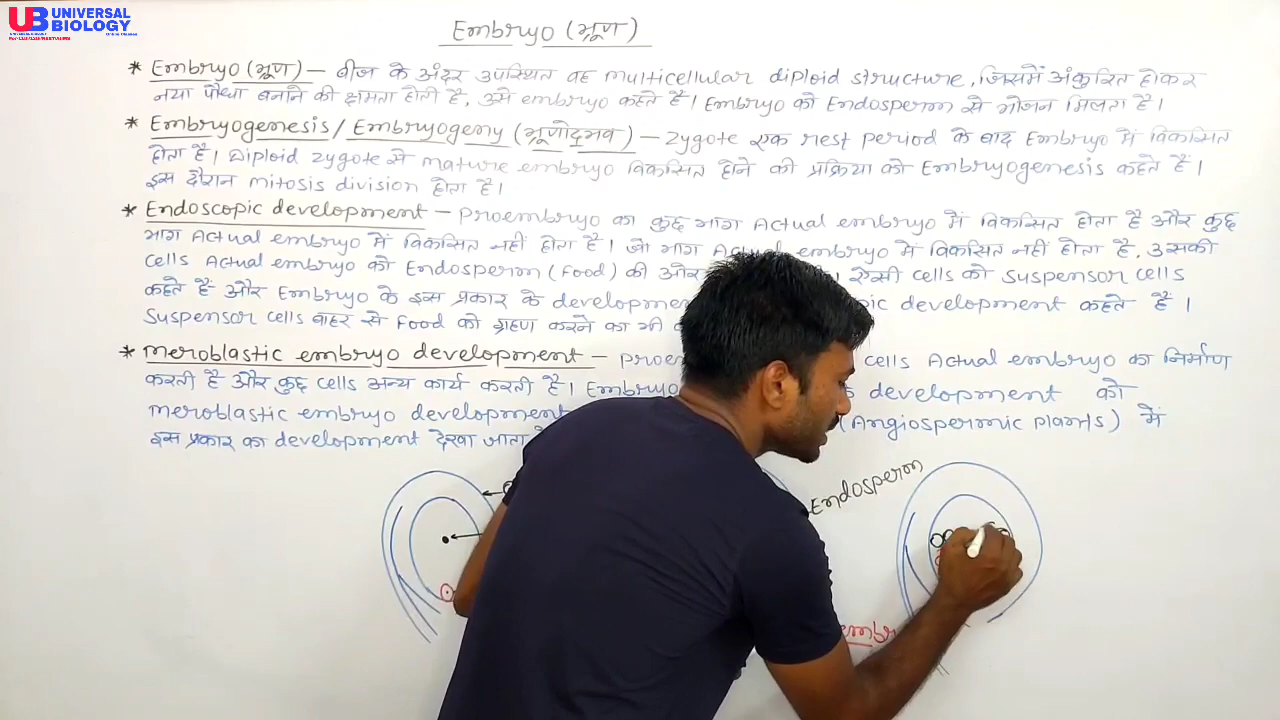 UB UNIVERSAL BIOLOGY
Embryo (भ्रूण)
* Embryo (भ्रूण) – बीज के अंदर उपस्थित वह multicellular diploid structure, जिसमें अंकुरित होकर
नया पौधा बनाने की क्षमता होती है, उसे embryo कहते हैं। Embryo को Endosperm से भोजन मिलता है।
* Embryogenesis / Embryogeny (भ्रूणोद्भव) – Zygote एक rest period के बाद Embryo में विकसित
होता है। Diploid zygote से mature embryo विकसित होने की प्रक्रिया को Embryogenesis कहते हैं।
इस दौरान mitosis division होता है।
* Endoscopic development – Proembryo का कुछ भाग Actual embryo में विकसित होता है और कुछ
भाग Actual embryo में विकसित नहीं होता है। जो भाग Actual embryo में विकसित नहीं होता है, उसकी
cells Actual embryo को Endosperm (Food) की और ऐसी cells को Suspensor cells
कहते हैं और Embryo के इस प्रकार के development कहते हैं।
Suspensor cells बाहर से Food को ग्रहण करने का भी
* Meroblastic embryo development – cells Actual embryo का निर्माण
करती है और कुछ cells अन्य कार्य करती है। Embryo development को
Meroblastic embryo development (Angiospermic plants) में
इस प्रकार का development देखा जाता
Endosperm